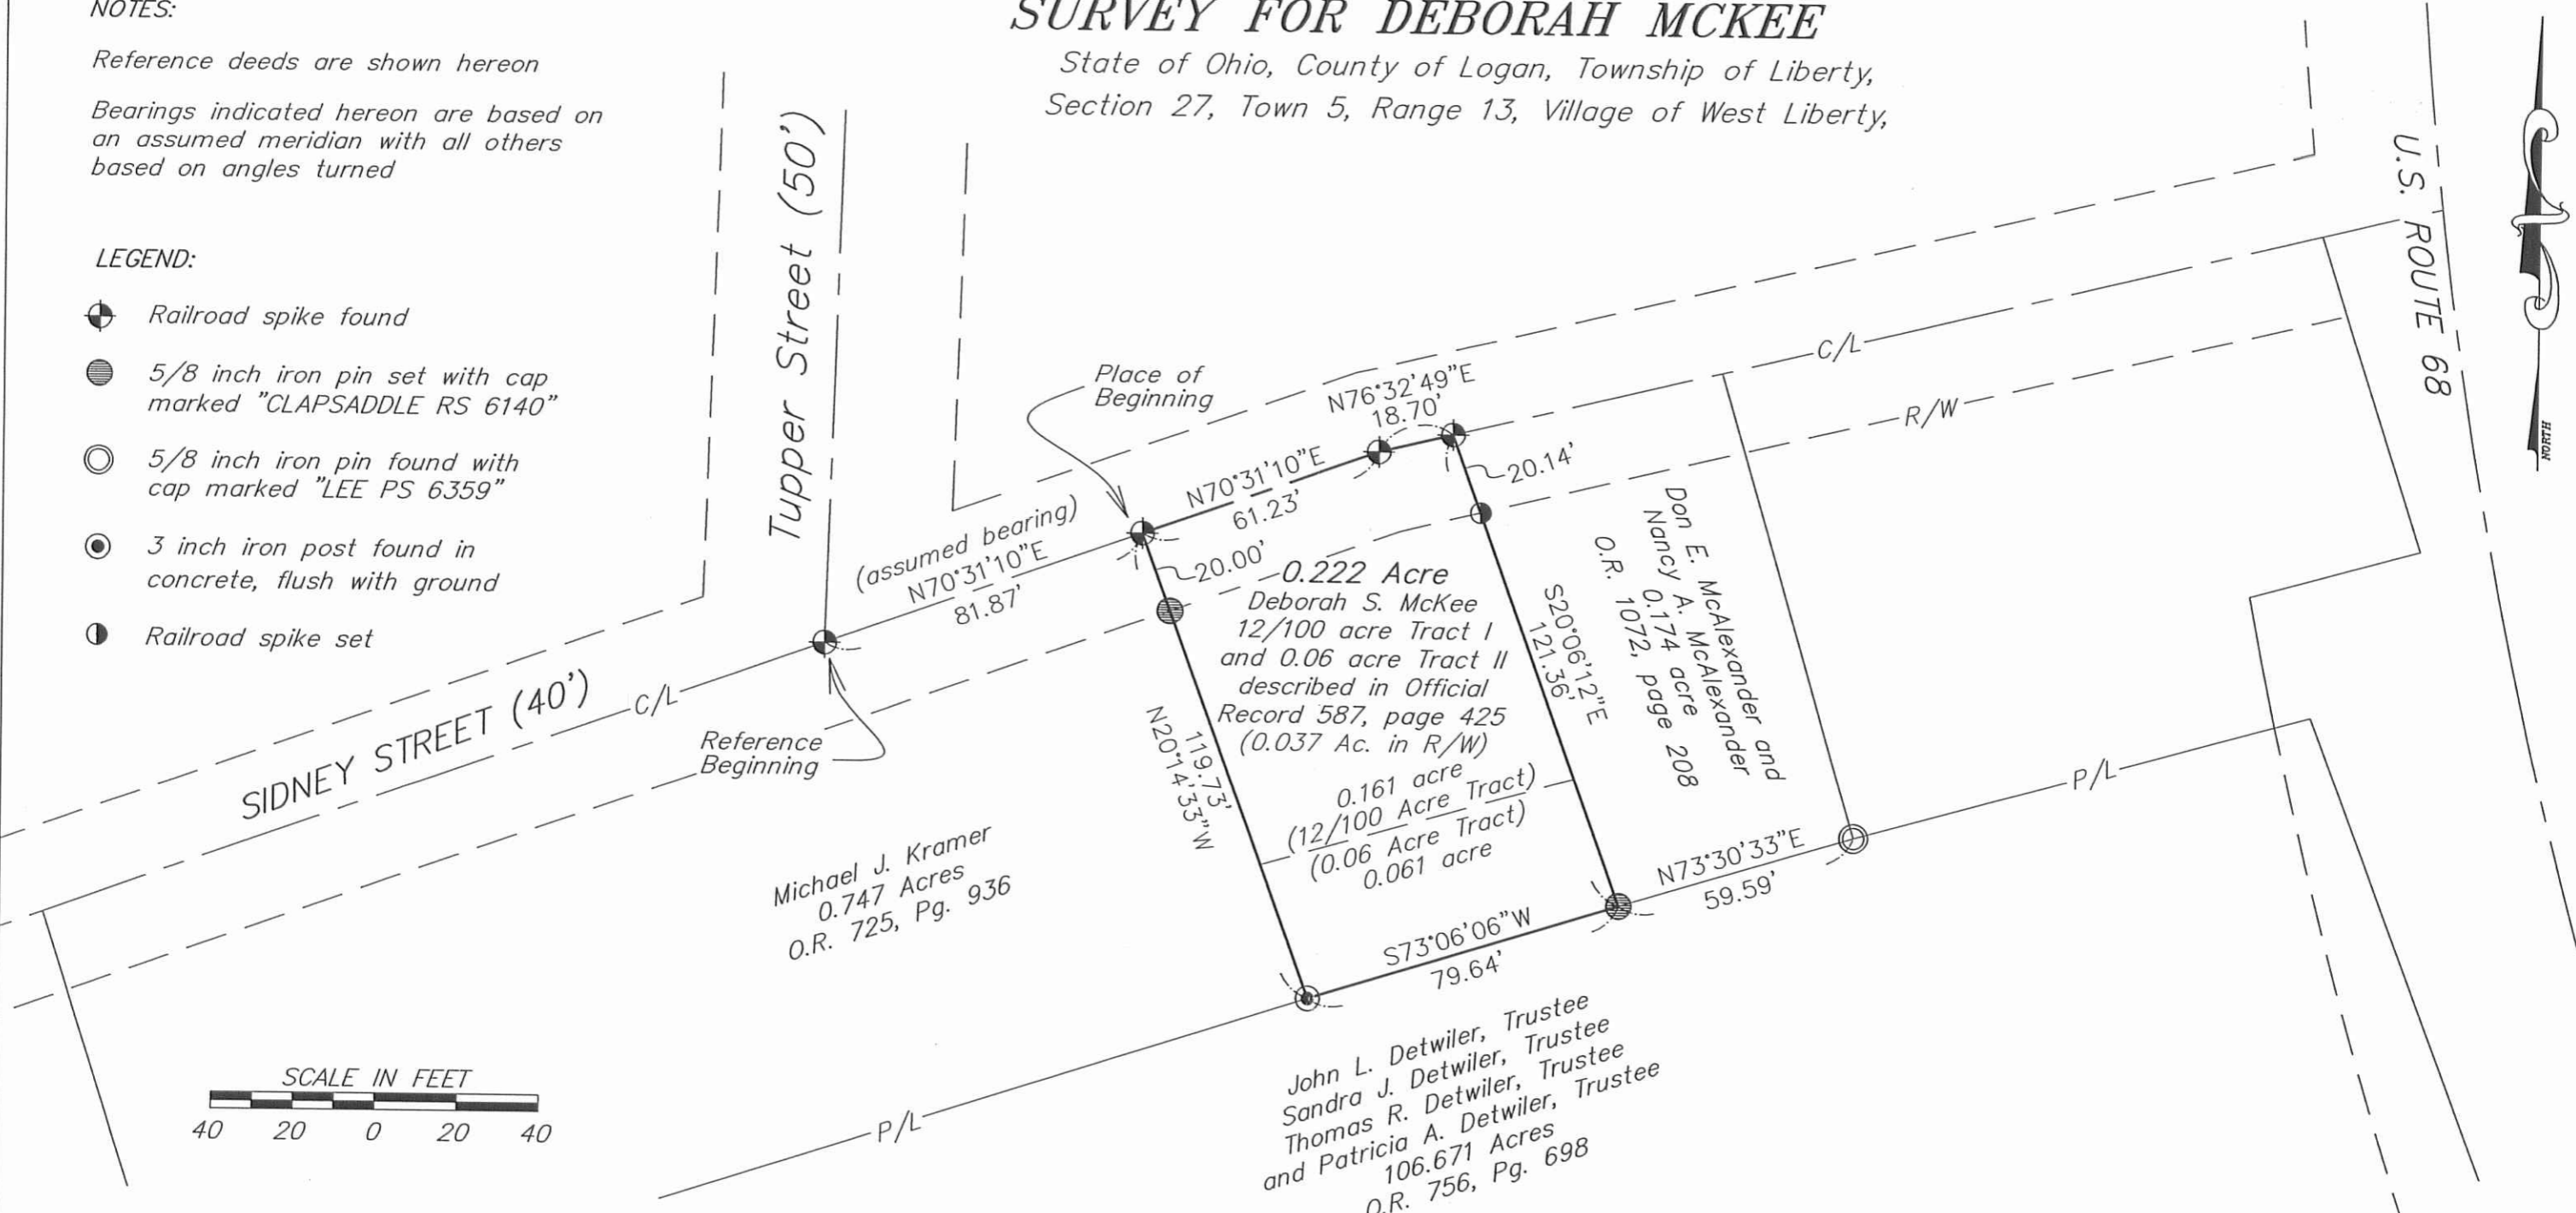 NOTES:
Reference deeds are shown hereon
Bearings indicated hereon are based on
an assumed meridian with all others
based on angles turned
LEGEND:
Railroad spike found
5/8 inch iron pin set with cap
marked "CLAPSADDLE RS 6140"
5/8 inch iron pin found with
cap marked "LEE PS 6359"
3 inch iron post found in
concrete, flush with ground
Railroad spike set
SURVEY FOR DEBORAH MCKEE
State of Ohio, County of Logan, Township of Liberty,
Section 27, Town 5, Range 13, Village of West Liberty,
Tupper Street (50')
U.S. ROUTE 68
NORTH
C/L
R/W
Place of
Beginning
N76°32'49"E
18.70'
N70°31'10"E
61.23'
20.14'
(assumed bearing)
N70°31'10"E
81.87'
20.00'
0.222 Acre
Deborah S. McKee
12/100 acre Tract I
and 0.06 acre Tract II
described in Official
Record 587, page 425
(0.037 Ac. in R/W)
0.161 acre
(12/100 Acre Tract)
(0.06 Acre Tract)
0.061 acre
S20°06'12"E
121.36'
Don E. McAlexander and
Nancy A. McAlexander
0.174 acre
O.R. 1072, page 208
119.73'
N20°14'33"W
SIDNEY STREET (40')
C/L
Reference
Beginning
Michael J. Kramer
0.747 Acres
O.R. 725, Pg. 936
S73°06'06"W
79.64'
N73°30'33"E
59.59'
P/L
P/L
John L. Detwiler, Trustee
Sandra J. Detwiler, Trustee
Thomas R. Detwiler, Trustee
and Patricia A. Detwiler, Trustee
106.671 Acres
O.R. 756, Pg. 698
SCALE IN FEET
40 20 0 20 40